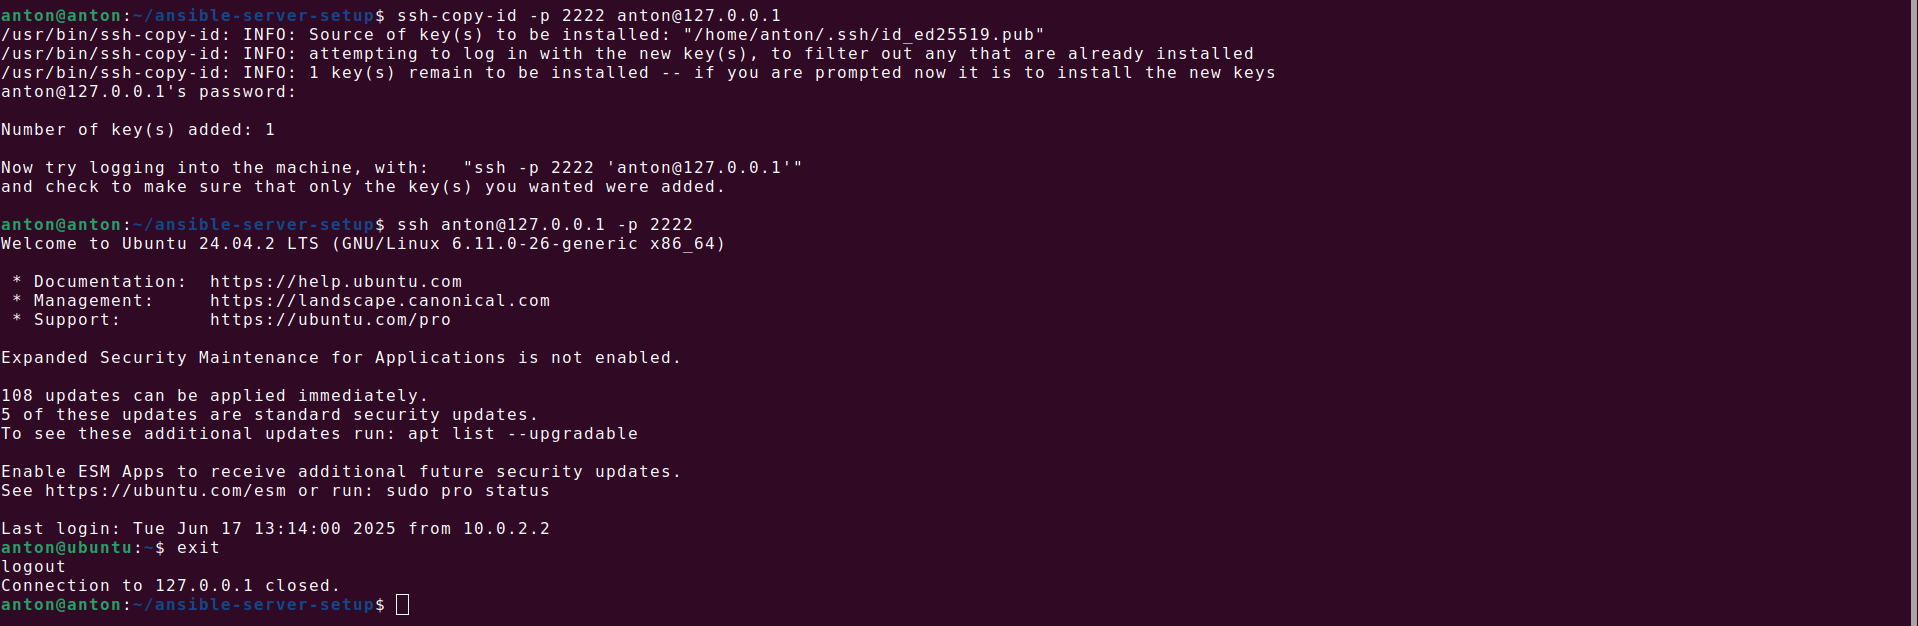 anton@anton:~/ansible-server-setup$ ssh-copy-id -p 2222 anton@127.0.0.1
/usr/bin/ssh-copy-id: INFO: Source of key(s) to be installed: "/home/anton/.ssh/id_ed25519.pub"
/usr/bin/ssh-copy-id: INFO: attempting to log in with the new key(s), to filter out any that are already installed
/usr/bin/ssh-copy-id: INFO: 1 key(s) remain to be installed -- if you are prompted now it is to install the new keys
anton@127.0.0.1's password:
Number of key(s) added: 1
Now try logging into the machine, with:   "ssh -p 2222 'anton@127.0.0.1'"
and check to make sure that only the key(s) you wanted were added.
anton@anton:~/ansible-server-setup$ ssh anton@127.0.0.1 -p 2222
Welcome to Ubuntu 24.04.2 LTS (GNU/Linux 6.11.0-26-generic x86_64)
 * Documentation:  https://help.ubuntu.com
 * Management:     https://landscape.canonical.com
 * Support:        https://ubuntu.com/pro
Expanded Security Maintenance for Applications is not enabled.
108 updates can be applied immediately.
5 of these updates are standard security updates.
To see these additional updates run: apt list --upgradable
Enable ESM Apps to receive additional future security updates.
See https://ubuntu.com/esm or run: sudo pro status
Last login: Tue Jun 17 13:14:00 2025 from 10.0.2.2
anton@ubuntu:~$ exit
logout
Connection to 127.0.0.1 closed.
anton@anton:~/ansible-server-setup$